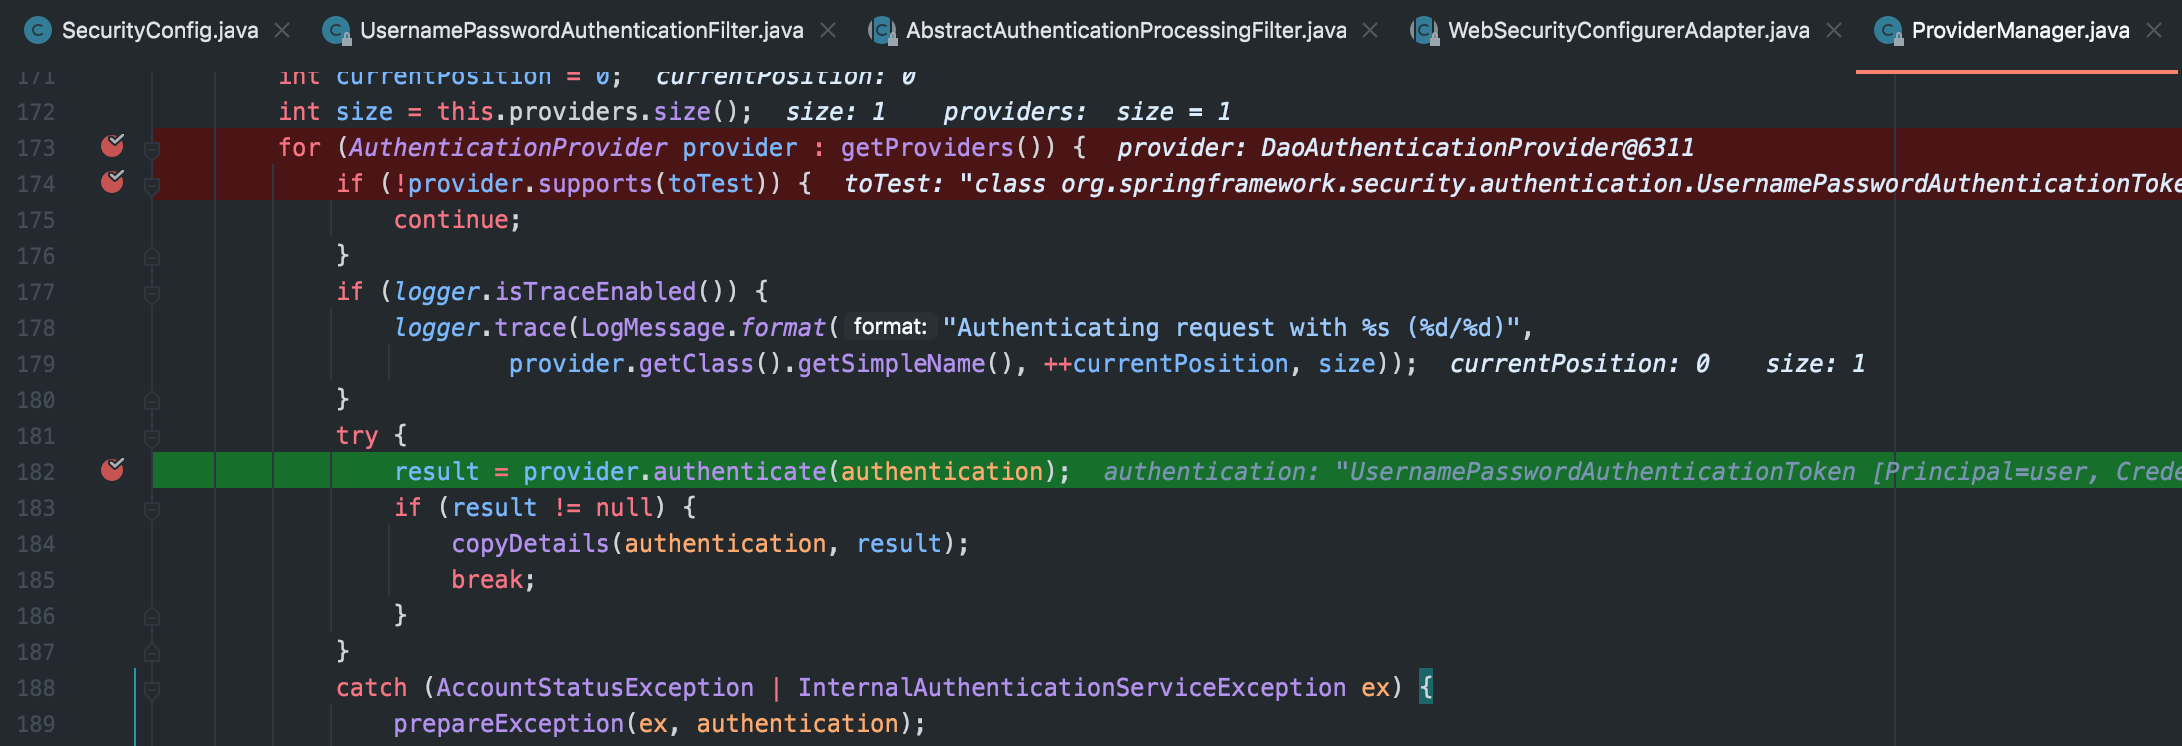 SecurityConfig.java UsernamePasswordAuthenticationFilter.java AbstractAuthenticationProcessingFilter.java WebSecurityConfigurerAdapter.java ProviderManager.java
171 int currentPosition = 0; currentPosition: 0
172 int size = this.providers.size(); size: 1 providers: size = 1
173 for (AuthenticationProvider provider : getProviders()) { provider: DaoAuthenticationProvider@6311
174 if (!provider.supports(toTest)) { toTest: "class org.springframework.security.authentication.UsernamePasswordAuthenticationToke
175 continue;
176 }
177 if (logger.isTraceEnabled()) {
178 logger.trace(LogMessage.format( format: "Authenticating request with %s (%d/%d)",
179 provider.getClass().getSimpleName(), ++currentPosition, size)); currentPosition: 0 size: 1
180 }
181 try {
182 result = provider.authenticate(authentication); authentication: "UsernamePasswordAuthenticationToken [Principal=user, Crede
183 if (result != null) {
184 copyDetails(authentication, result);
185 break;
186 }
187 }
188 catch (AccountStatusException | InternalAuthenticationServiceException ex) {
189 prepareException(ex, authentication);